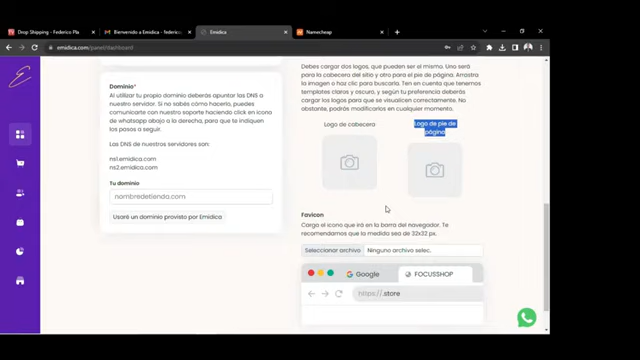 Drop Shipping - Federico Pla
Bienvenido a Emidica - federico
Emidica
Namecheap
emidica.com/panel/dashboard
Dominio*
Al utilizar tu propio dominio deberás apuntar las DNS a
nuestro servidor. Si no sabés cómo hacerlo, puedes
comunicarte con nuestro soporte haciendo click en icono
de whatsapp abajo a la derecha, para que te indiquen
los pasos a seguir.
Las DNS de nuestros servidores son:
ns1.emidica.com
ns2.emidica.com
Tu dominio
nombredetienda.com
Usaré un dominio provisto por Emidica
Debes cargar dos logos, que pueden ser el mismo. Uno será
para la cabecera del sitio y otro para el pie de página. Arrastra
la imagen o haz clic para buscarla. Ten en cuenta que tenemos
templates claros y oscuro, y según tu preferencia deberás
cargar los logos para que se visualicen correctamente. No
obstante, podrás modificarlos en cualquier momento.
Logo de cabecera
Logo de pie de
página
Favicon
Carga el icono que irá en la barra del navegador. Te
recomendamos que la medida sea de 32x32 px.
Seleccionar archivo
Ninguno archivo selec.
Google
FOCUSSHOP
https://.store